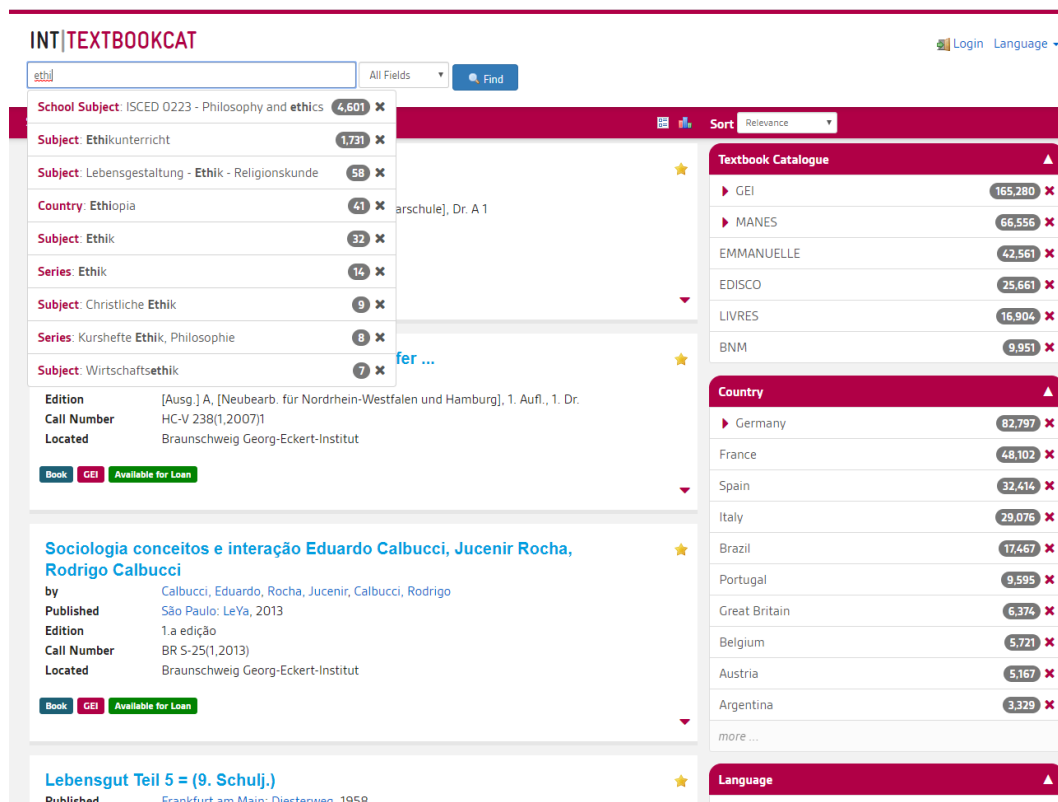 INT|TEXTBOOKCAT
Login Language
ethi
All Fields
Find
School Subject: ISCED 0223 - Philosophy and ethics 4,601
Subject: Ethikunterricht 1,731
Subject: Lebensgestaltung - Ethik - Religionskunde 58
Country: Ethiopia 41
Subject: Ethik 32
Series: Ethik 14
Subject: Christliche Ethik 9
Series: Kurshefte Ethik, Philosophie 8
Subject: Wirtschaftsethik 7
Sort Relevance
arschule], Dr. A 1
fer ...
Edition [Ausg.] A, [Neubearb. für Nordrhein-Westfalen und Hamburg], 1. Aufl., 1. Dr.
Call Number HC-V 238(1,2007)1
Located Braunschweig Georg-Eckert-Institut
Book GEI Available for Loan
Sociologia conceitos e interação Eduardo Calbucci, Jucenir Rocha,
Rodrigo Calbucci
by Calbucci, Eduardo, Rocha, Jucenir, Calbucci, Rodrigo
Published São Paulo: LeYa, 2013
Edition 1.a edição
Call Number BR S-25(1,2013)
Located Braunschweig Georg-Eckert-Institut
Book GEI Available for Loan
Lebensgut Teil 5 = (9. Schulj.)
Published Frankfurt am Main: Diesterweg, 1958
Textbook Catalogue
GEI 165,280
MANES 66,556
EMMANUELLE 42,561
EDISCO 25,661
LIVRES 16,904
BNM 9,951
Country
Germany 82,797
France 48,102
Spain 32,414
Italy 29,076
Brazil 17,467
Portugal 9,595
Great Britain 6,374
Belgium 5,721
Austria 5,167
Argentina 3,329
more ...
Language